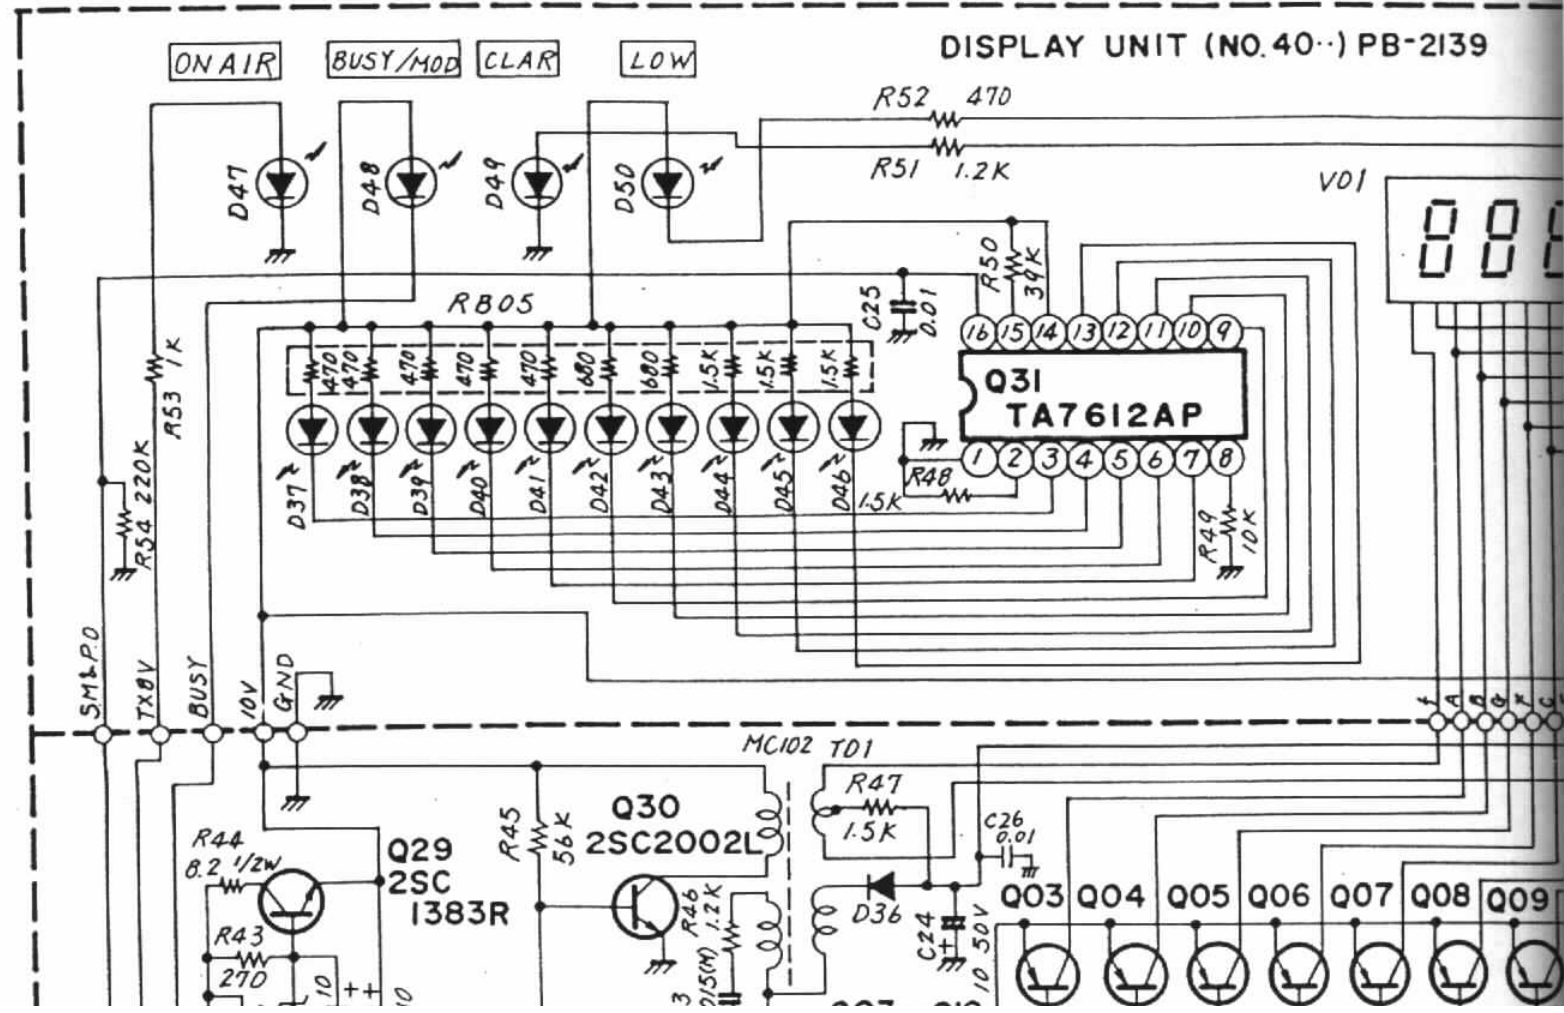 DISPLAY UNIT (NO.40··) PB-2139
ON AIR
BUSY/MOD
CLAR
LOW
R52 470
R51 1.2K
D47
D48
D49
D50
V01
RB05
C25
0.01
R50
39K
470
470
470
470
470
680
680
1.5K
1.5K
1.5K
16 15 14 13 12 11 10 9
Q31
TA7612AP
1 2 3 4 5 6 7 8
R53 1K
R54 220K
D37
D38
D39
D40
D41
D42
D43
D44
D45
D46
R48
1.5K
R49
10K
SM&P.O
TX8V
BUSY
10V
GND
f
A
B
G
C
MC102 T01
R47
1.5K
C26
0.01
R45
56K
Q30
2SC2002L
R44
8.2 1/2W
Q29
2SC
1383R
R46
1.2K
D36
C24
10 50V
+
Q03 Q04 Q05 Q06 Q07 Q08 Q09
R43
270
10
++